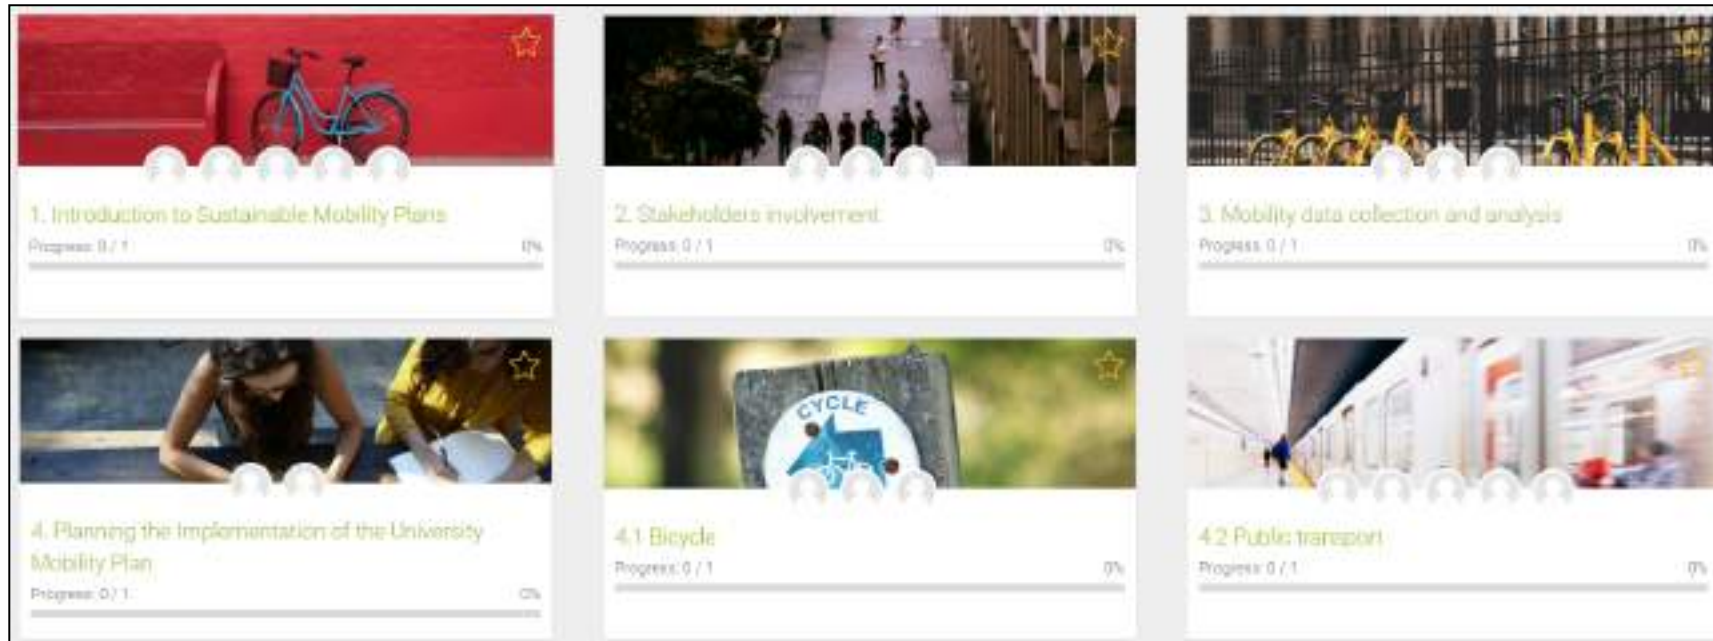 1. Introduction to Sustainable Mobility Plans
Progress: 0 / 1 0%
2. Stakeholders involvement
Progress: 0 / 1 0%
3. Mobility data collection and analysis
Progress: 0 / 1 0%
4. Planning the Implementation of the University
Mobility Plan
Progress: 0 / 1 0%
CYCLE
4.1 Bicycle
Progress: 0 / 1 0%
4.2 Public transport
Progress: 0 / 1 0%